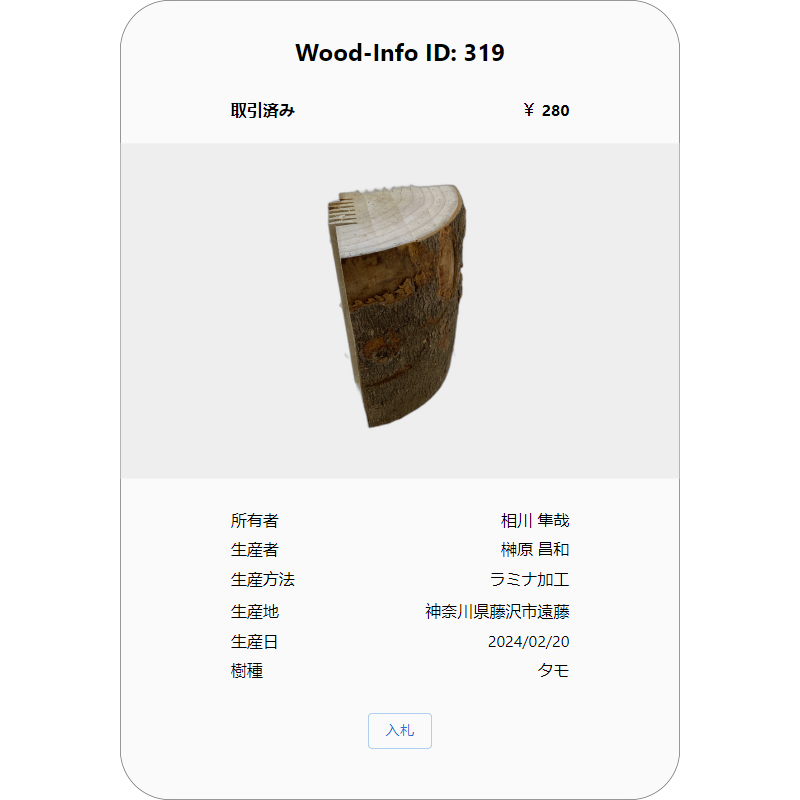 Wood-Info ID: 319
取引済み ￥ 280
所有者 相川 隼哉
生産者 榊原 昌和
生産方法 ラミナ加工
生産地 神奈川県藤沢市遠藤
生産日 2024/02/20
樹種 タモ
入札